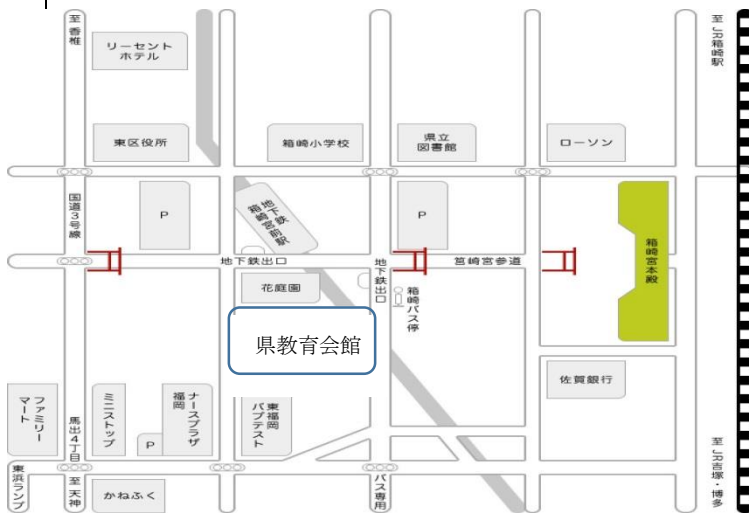 至香椎
リーセント
ホテル
至JR箱崎駅
東区役所
箱崎小学校
県立
図書館
ローソン
国道3号線
P
地下鉄
箱崎宮前駅
P
箱崎宮本殿
地下鉄出口
地下鉄出口
筥崎宮参道
花庭園
箱崎バス停
県教育会館
佐賀銀行
ファミリー
マート
馬出4丁目
ミニストップ
P
ナースプラザ
福岡
東福岡
バプテスト
東浜ランプ
至天神
かねふく
バス専用
至JR吉塚・博多